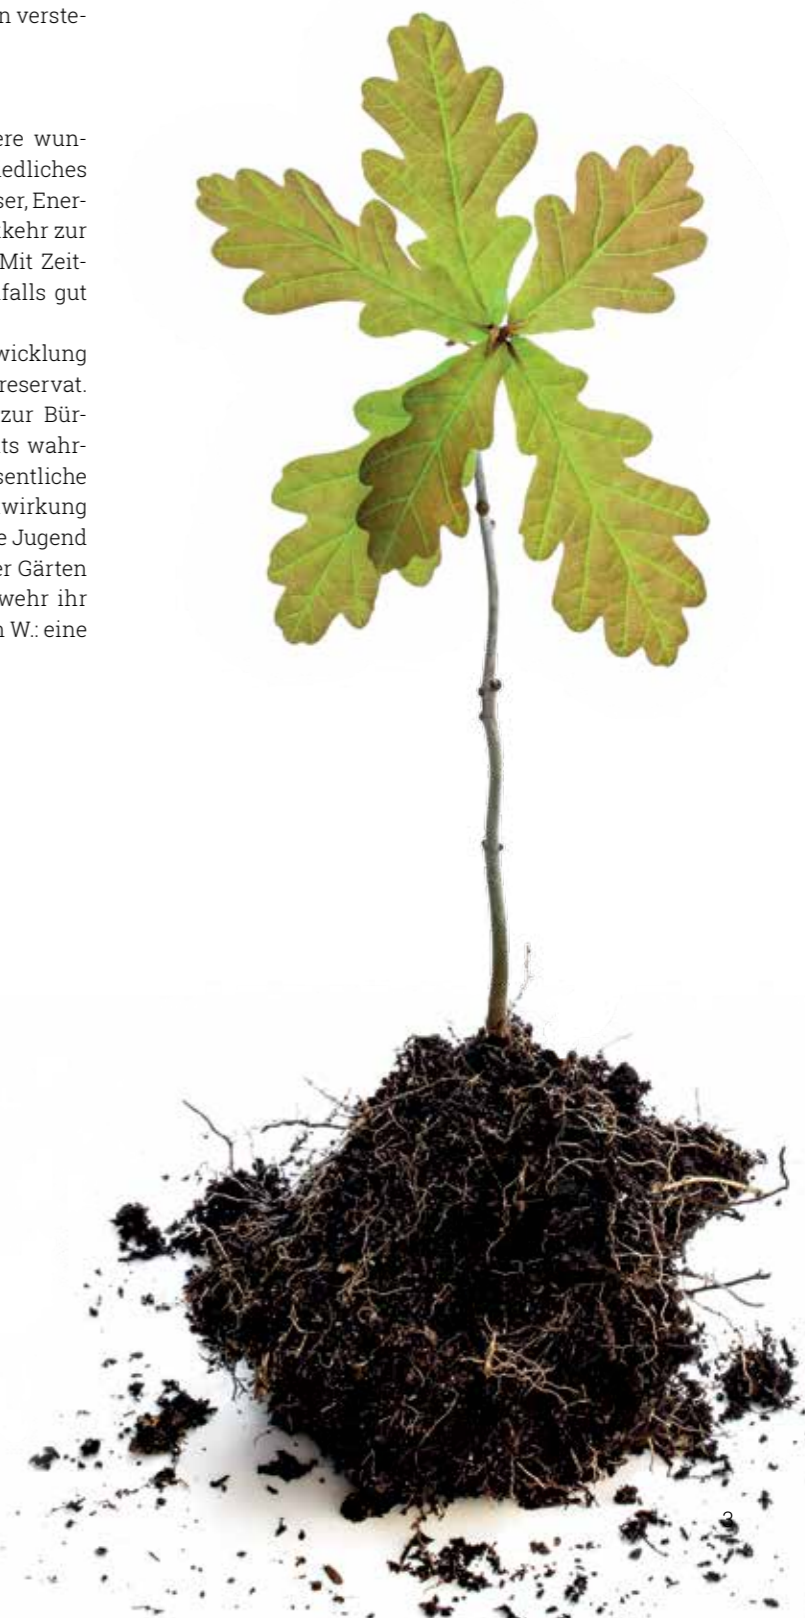 n verste-
ere wun-
edliches
ser, Ener-
kehr zur
Mit Zeit-
falls gut
wicklung
reservat.
zur Bür-
ts wahr-
sentliche
wirkung
e Jugend
er Gärten
wehr ihr
n W.: eine
3